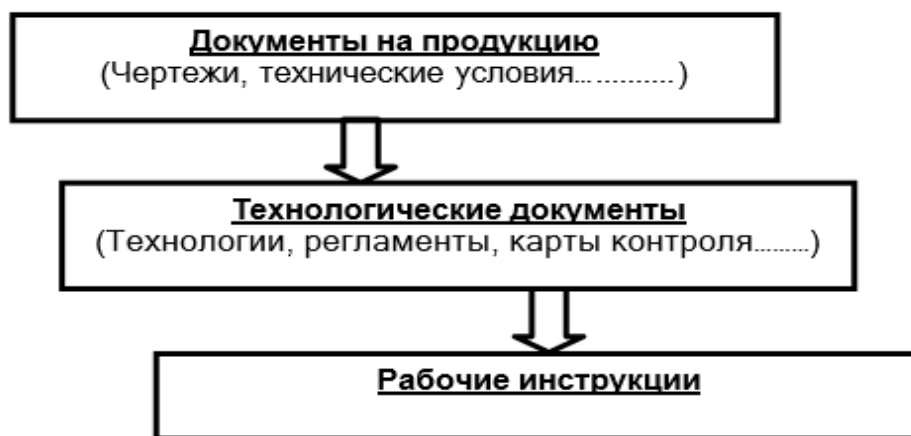 Документы на продукцию
(Чертежи, технические условия.............)
Технологические документы
(Технологии, регламенты, карты контроля.........)
Рабочие инструкции